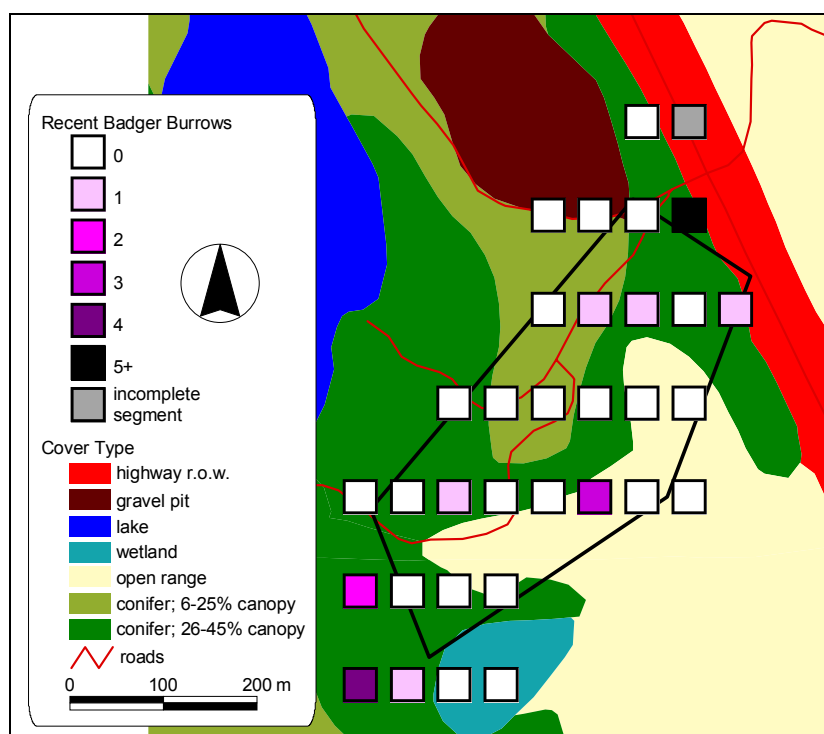 Recent Badger Burrows
0
1
2
3
4
5+
incomplete
segment
Cover Type
highway r.o.w.
gravel pit
lake
wetland
open range
conifer; 6-25% canopy
conifer; 26-45% canopy
roads
0 100 200 m